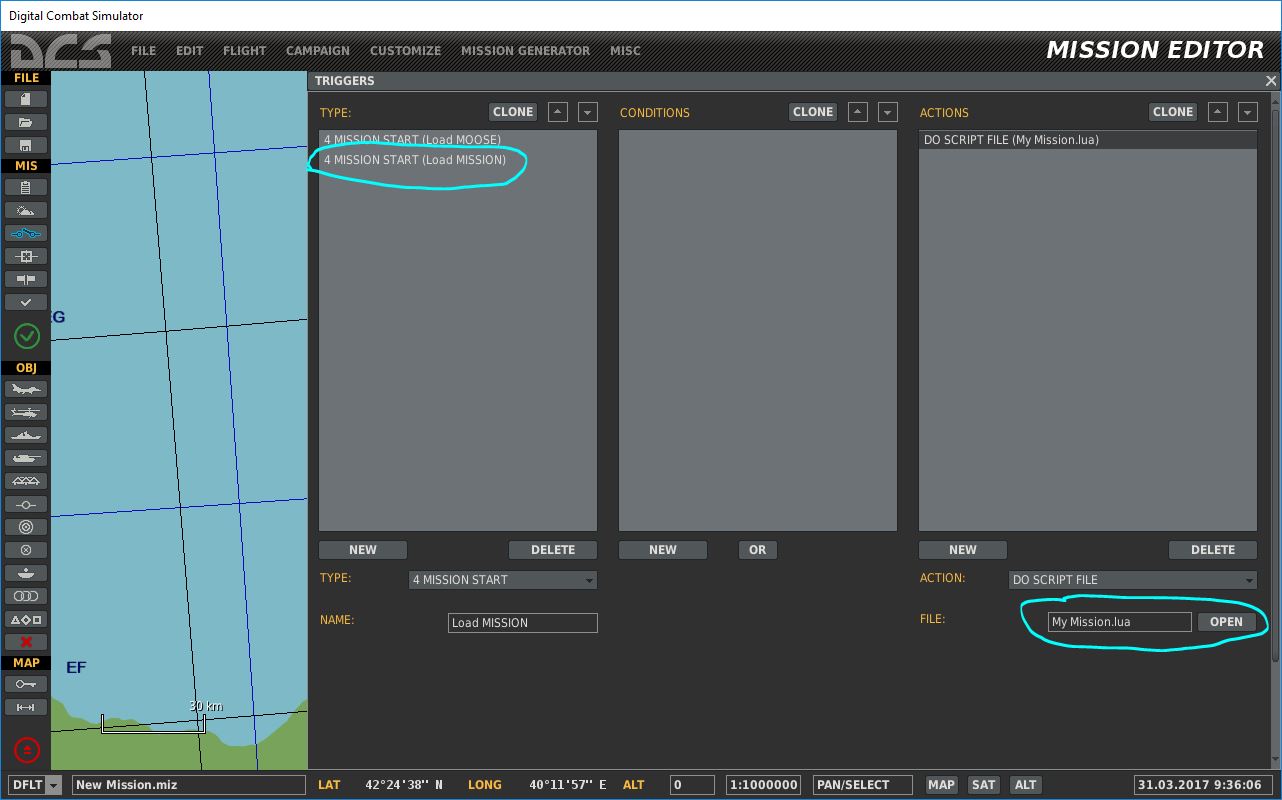 Digital Combat Simulator
DCS FILE EDIT FLIGHT CAMPAIGN CUSTOMIZE MISSION GENERATOR MISC MISSION EDITOR
FILE
MIS
OBJ
MAP
EG
EF
30 km
TRIGGERS
TYPE: CLONE
4 MISSION START (Load MOOSE)
4 MISSION START (Load MISSION)
NEW DELETE
TYPE: 4 MISSION START
NAME: Load MISSION
CONDITIONS CLONE
NEW OR
ACTIONS CLONE
DO SCRIPT FILE (My Mission.lua)
NEW DELETE
ACTION: DO SCRIPT FILE
FILE: My Mission.lua OPEN
DFLT New Mission.miz LAT 42°24'38'' N LONG 40°11'57'' E ALT 0 1:1000000 PAN/SELECT MAP SAT ALT 31.03.2017 9:36:06